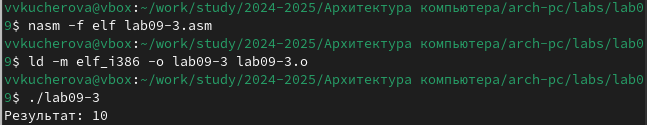 vvkucherova@vbox:~/work/study/2024-2025/Архитектура компьютера/arch-pc/labs/lab0
9$ nasm -f elf lab09-3.asm
vvkucherova@vbox:~/work/study/2024-2025/Архитектура компьютера/arch-pc/labs/lab0
9$ ld -m elf_i386 -o lab09-3 lab09-3.o
vvkucherova@vbox:~/work/study/2024-2025/Архитектура компьютера/arch-pc/labs/lab0
9$ ./lab09-3
Результат: 10